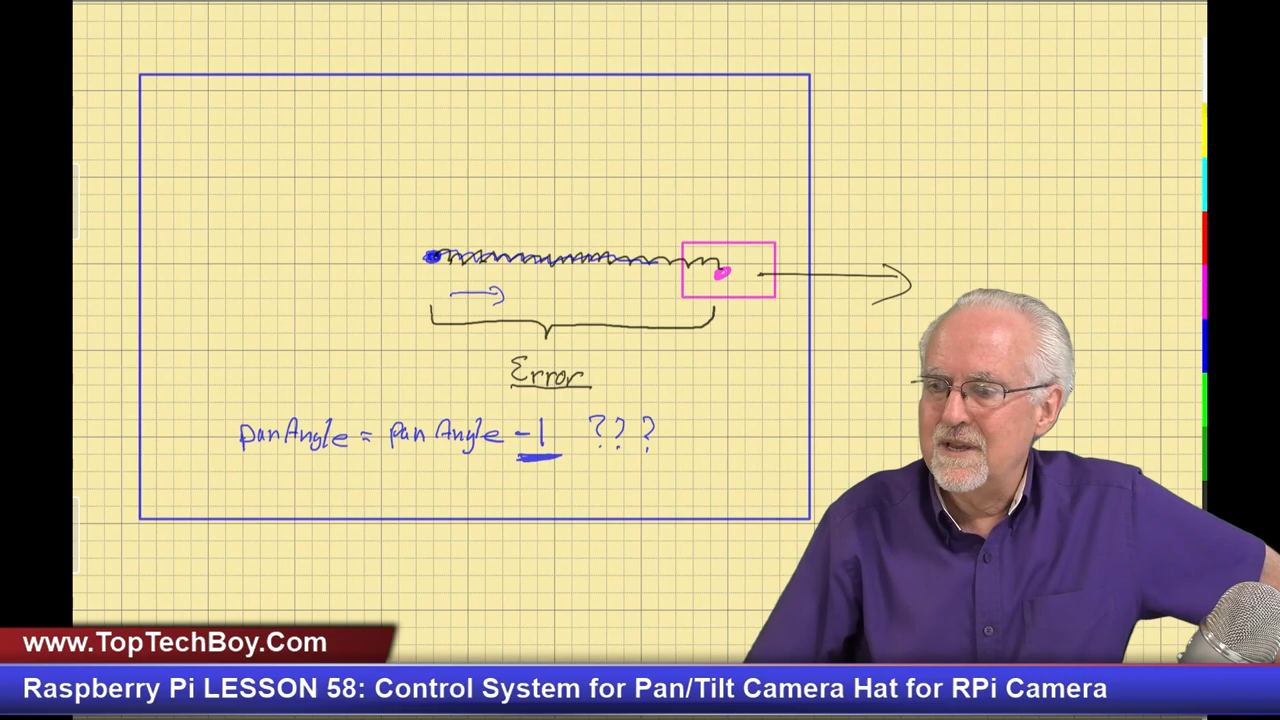 Error
panAngle = panAngle -1 ???
www.TopTechBoy.Com
Raspberry Pi LESSON 58: Control System for Pan/Tilt Camera Hat for RPi Camera